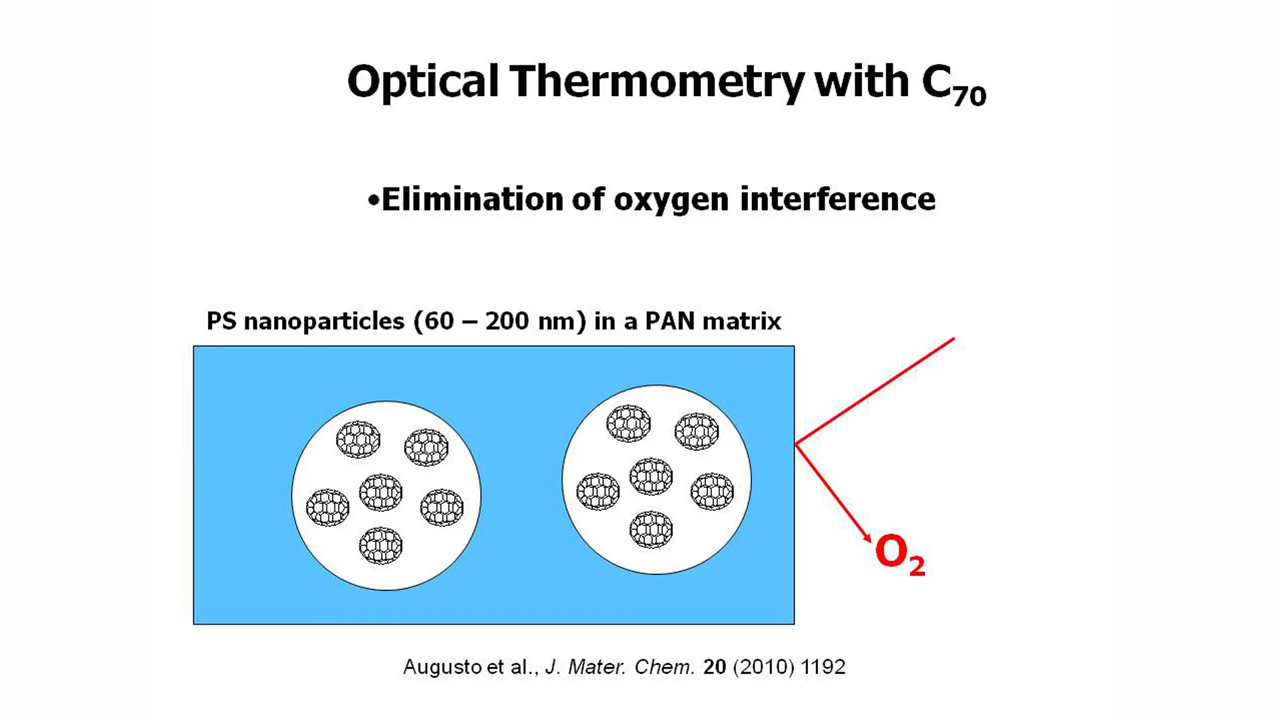 Optical Thermometry with C₇₀
•Elimination of oxygen interference
PS nanoparticles (60 – 200 nm) in a PAN matrix
O₂
Augusto et al., J. Mater. Chem. 20 (2010) 1192